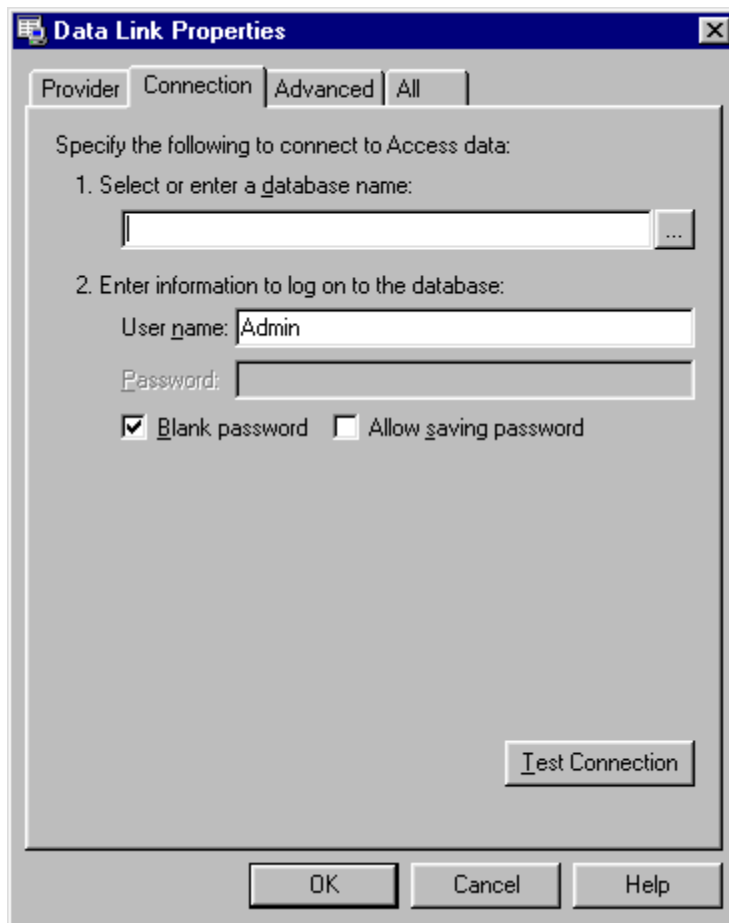 Data Link Properties
Provider Connection Advanced All
Specify the following to connect to Access data:
1. Select or enter a database name:
...
2. Enter information to log on to the database:
User name: Admin
Password:
Blank password Allow saving password
Test Connection
OK Cancel Help